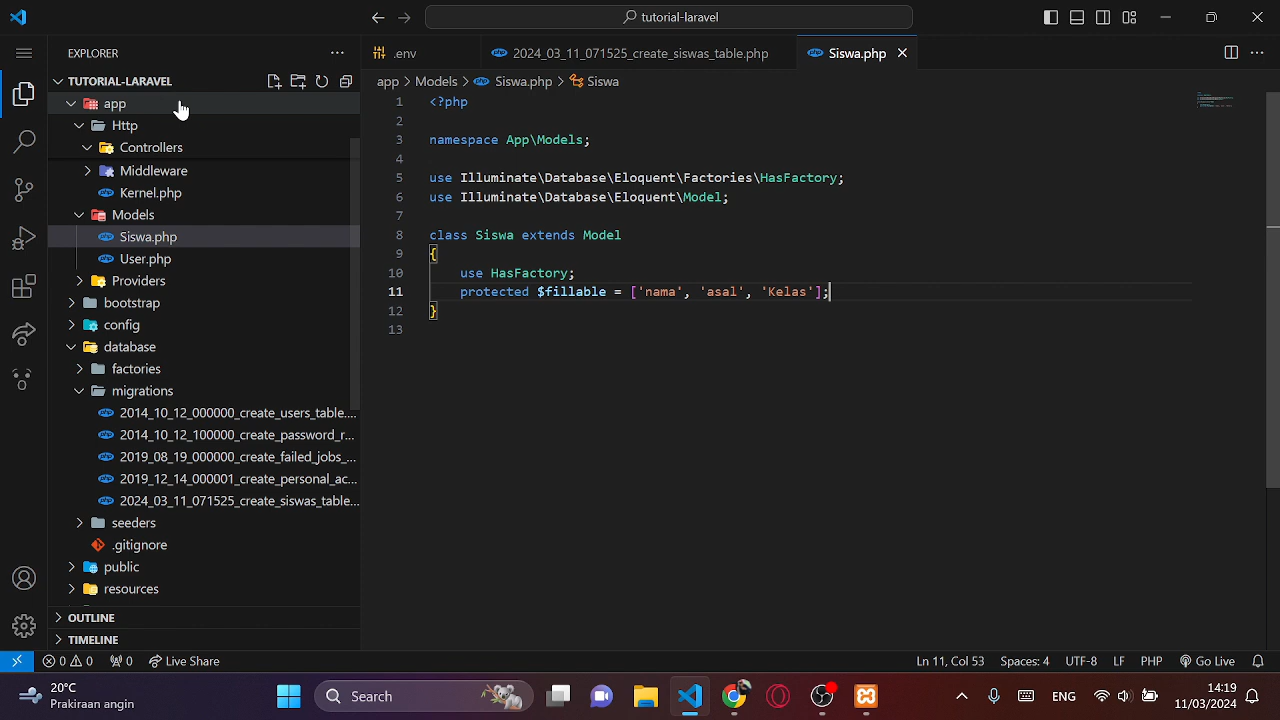 tutorial-laravel
EXPLORER
TUTORIAL-LARAVEL
app
Http
Controllers
Middleware
Kernel.php
Models
Siswa.php
User.php
Providers
bootstrap
config
database
factories
migrations
2014_10_12_000000_create_users_table....
2014_10_12_100000_create_password_r...
2019_08_19_000000_create_failed_jobs_...
2019_12_14_000001_create_personal_ac...
2024_03_11_071525_create_siswas_table...
seeders
.gitignore
public
resources
OUTLINE
TIMELINE
.env
php 2024_03_11_071525_create_siswas_table.php
php Siswa.php
app > Models > php Siswa.php > Siswa
1 <?php
2
3 namespace App\Models;
4
5 use Illuminate\Database\Eloquent\Factories\HasFactory;
6 use Illuminate\Database\Eloquent\Model;
7
8 class Siswa extends Model
9 {
10 use HasFactory;
11 protected $fillable = ['nama', 'asal', 'Kelas'];
12 }
13
0 0 0 Live Share
Ln 11, Col 53 Spaces: 4 UTF-8 LF PHP Go Live
20°C
Prakiraan angin
Search
ENG
14:19
11/03/2024